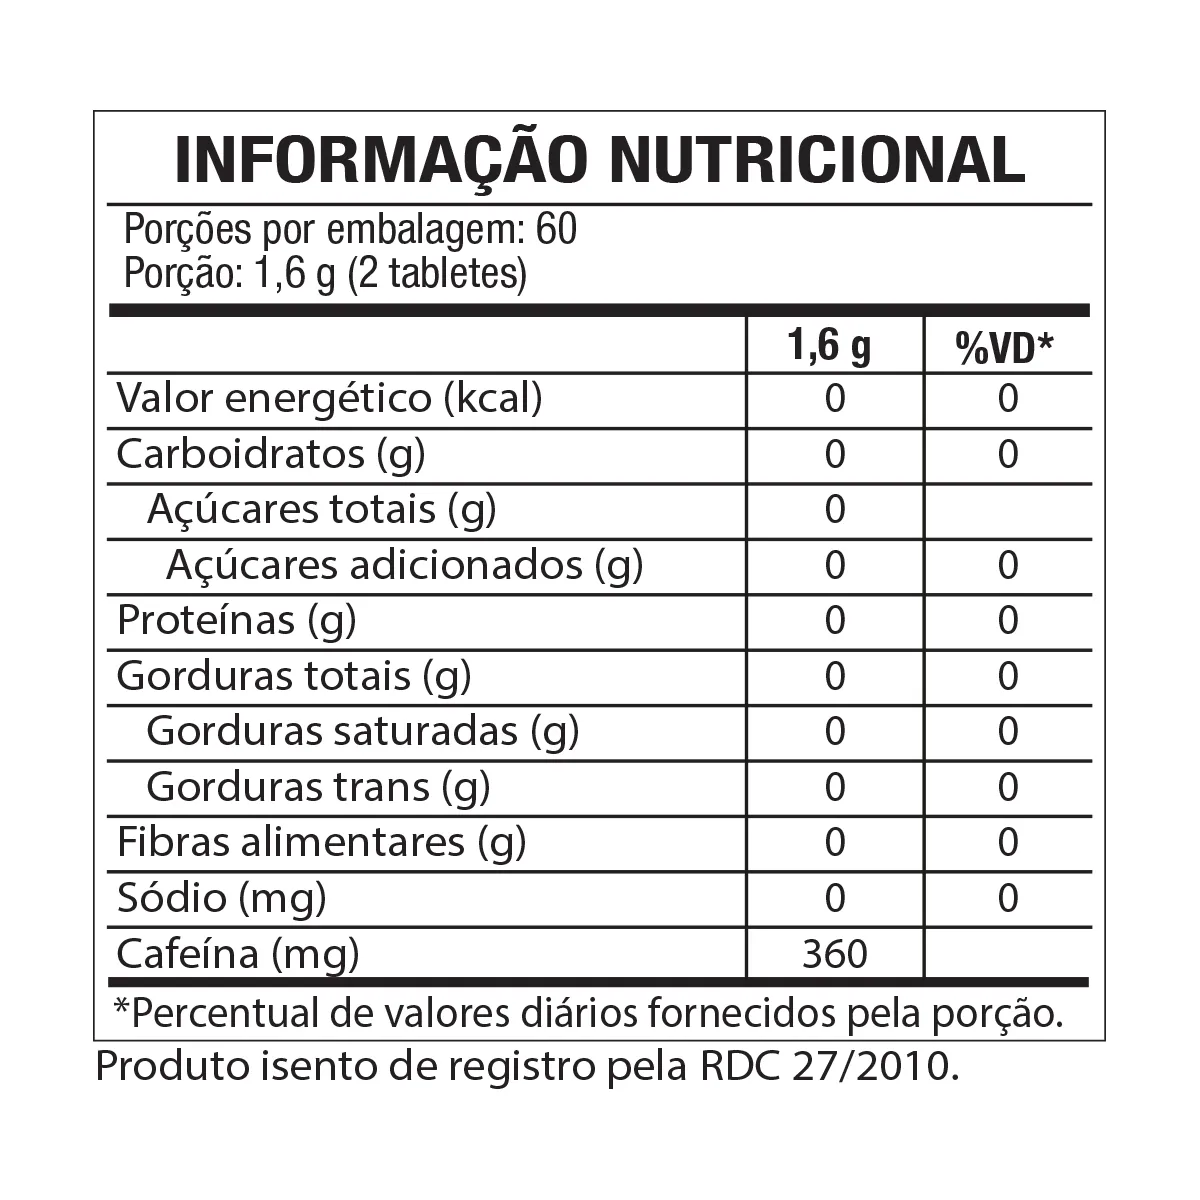 INFORMAÇÃO NUTRICIONAL
Porções por embalagem: 60
Porção: 1,6 g (2 tabletes)
1,6 g %VD*
Valor energético (kcal) 0 0
Carboidratos (g) 0 0
Açúcares totais (g) 0
Açúcares adicionados (g) 0 0
Proteínas (g) 0 0
Gorduras totais (g) 0 0
Gorduras saturadas (g) 0 0
Gorduras trans (g) 0 0
Fibras alimentares (g) 0 0
Sódio (mg) 0 0
Cafeína (mg) 360
*Percentual de valores diários fornecidos pela porção.
Produto isento de registro pela RDC 27/2010.